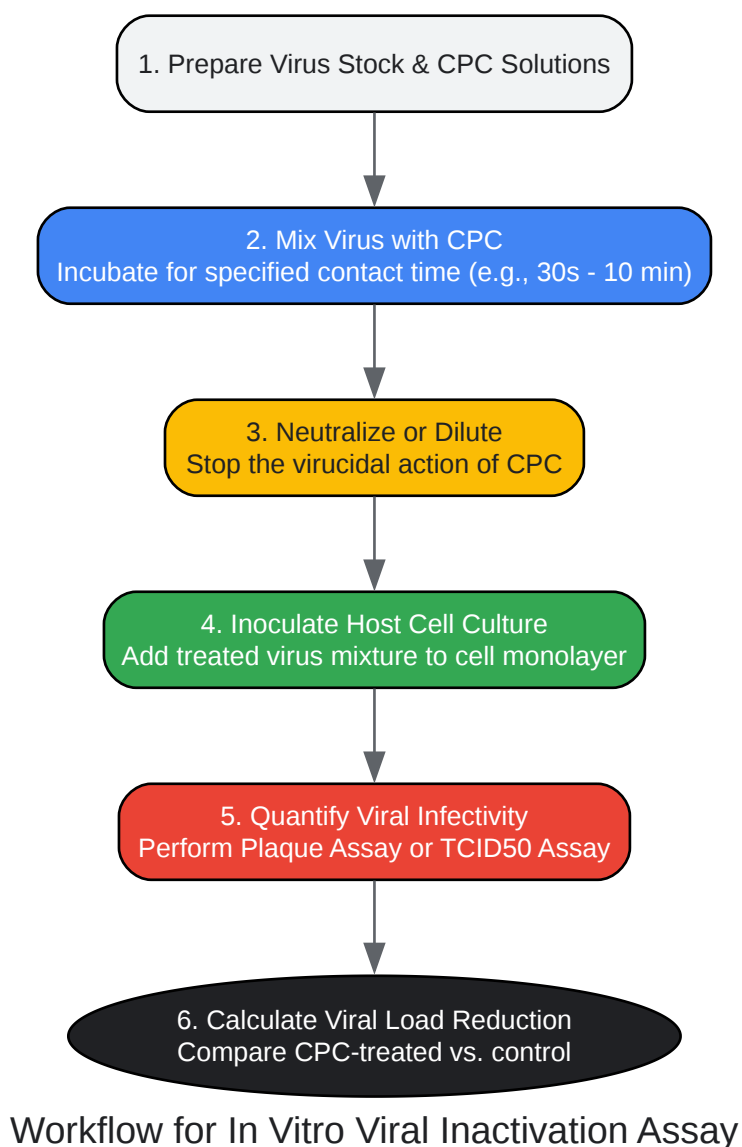 1. Prepare Virus Stock & CPC Solutions
2. Mix Virus with CPC
Incubate for specified contact time (e.g., 30s - 10 min)
3. Neutralize or Dilute
Stop the virucidal action of CPC
4. Inoculate Host Cell Culture
Add treated virus mixture to cell monolayer
5. Quantify Viral Infectivity
Perform Plaque Assay or TCID50 Assay
6. Calculate Viral Load Reduction
Compare CPC-treated vs. control
Workflow for In Vitro Viral Inactivation Assay